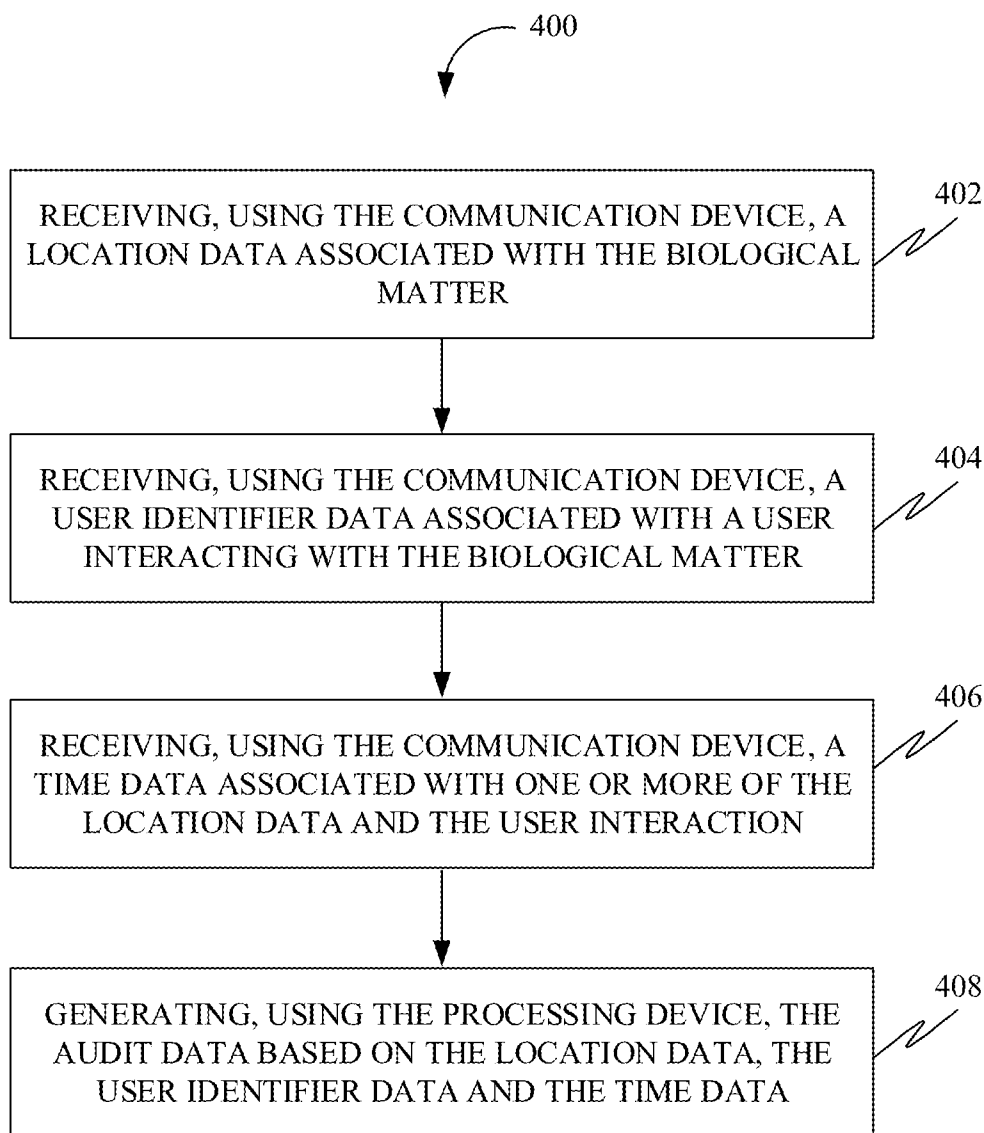 400
RECEIVING, USING THE COMMUNICATION DEVICE, A
LOCATION DATA ASSOCIATED WITH THE BIOLOGICAL
MATTER
402
RECEIVING, USING THE COMMUNICATION DEVICE, A
USER IDENTIFIER DATA ASSOCIATED WITH A USER
INTERACTING WITH THE BIOLOGICAL MATTER
404
RECEIVING, USING THE COMMUNICATION DEVICE, A
TIME DATA ASSOCIATED WITH ONE OR MORE OF THE
LOCATION DATA AND THE USER INTERACTION
406
GENERATING, USING THE PROCESSING DEVICE, THE
AUDIT DATA BASED ON THE LOCATION DATA, THE
USER IDENTIFIER DATA AND THE TIME DATA
408